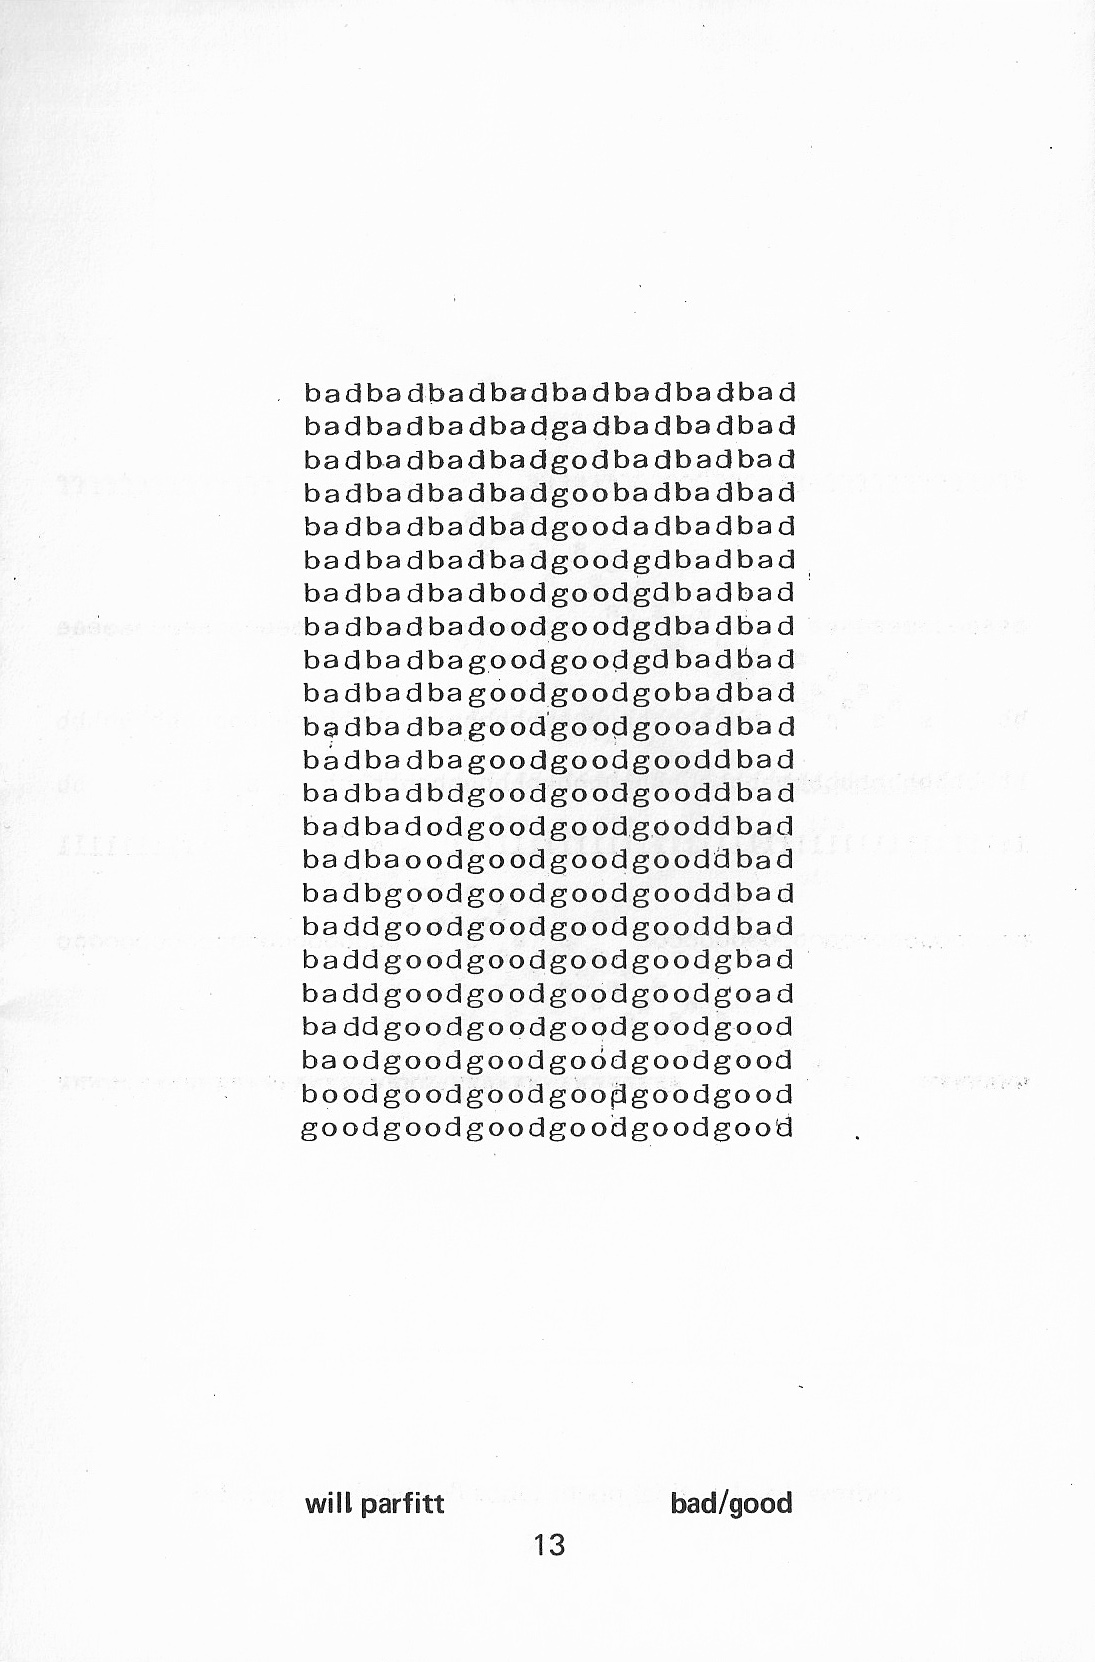 badbadbadbadbadbadbadbad
badbadbadbadgadbadbadbad
badbadbadbadgodbadbadbad
badbadbadbadgoobadbadbad
badbadbadbadgoodadbadbad
badbadbadbadgoodgdbadbad
badbadbadbodgoodgdbadbad
badbadbadoodgoodgdbadbad
badbadbagoodgoodgdbadbad
badbadbagoodgoodgobadbad
badbadbagoodgoodgooadbad
badbadbagoodgoodgooddbad
badbadbdgoodgoodgooddbad
badbadodgoodgoodgooddbad
badbaoodgoodgoodgooddbad
badbgoodgoodgoodgooddbad
baddgoodgoodgoodgooddbad
baddgoodgoodgoodgoodgbad
baddgoodgoodgoodgoodgoad
baddgoodgoodgoodgoodgood
baodgoodgoodgoodgoodgood
boodgoodgoodgoodgoodgood
goodgoodgoodgoodgoodgood
will parfitt bad/good
13